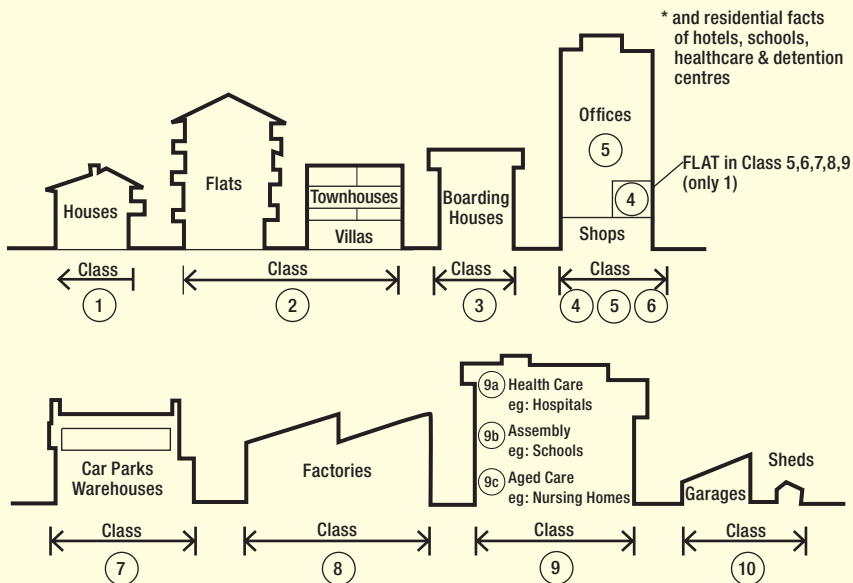 * and residential facts
of hotels, schools,
healthcare & detention
centres
Houses
Flats
Townhouses
Villas
Boarding
Houses
Offices
5
4
Shops
FLAT in Class 5,6,7,8,9
(only 1)
Class
1
Class
2
Class
3
Class
4 5 6
Car Parks
Warehouses
Factories
9a Health Care
eg: Hospitals
9b Assembly
eg: Schools
9c Aged Care
eg: Nursing Homes
Garages
Sheds
Class
7
Class
8
Class
9
Class
10